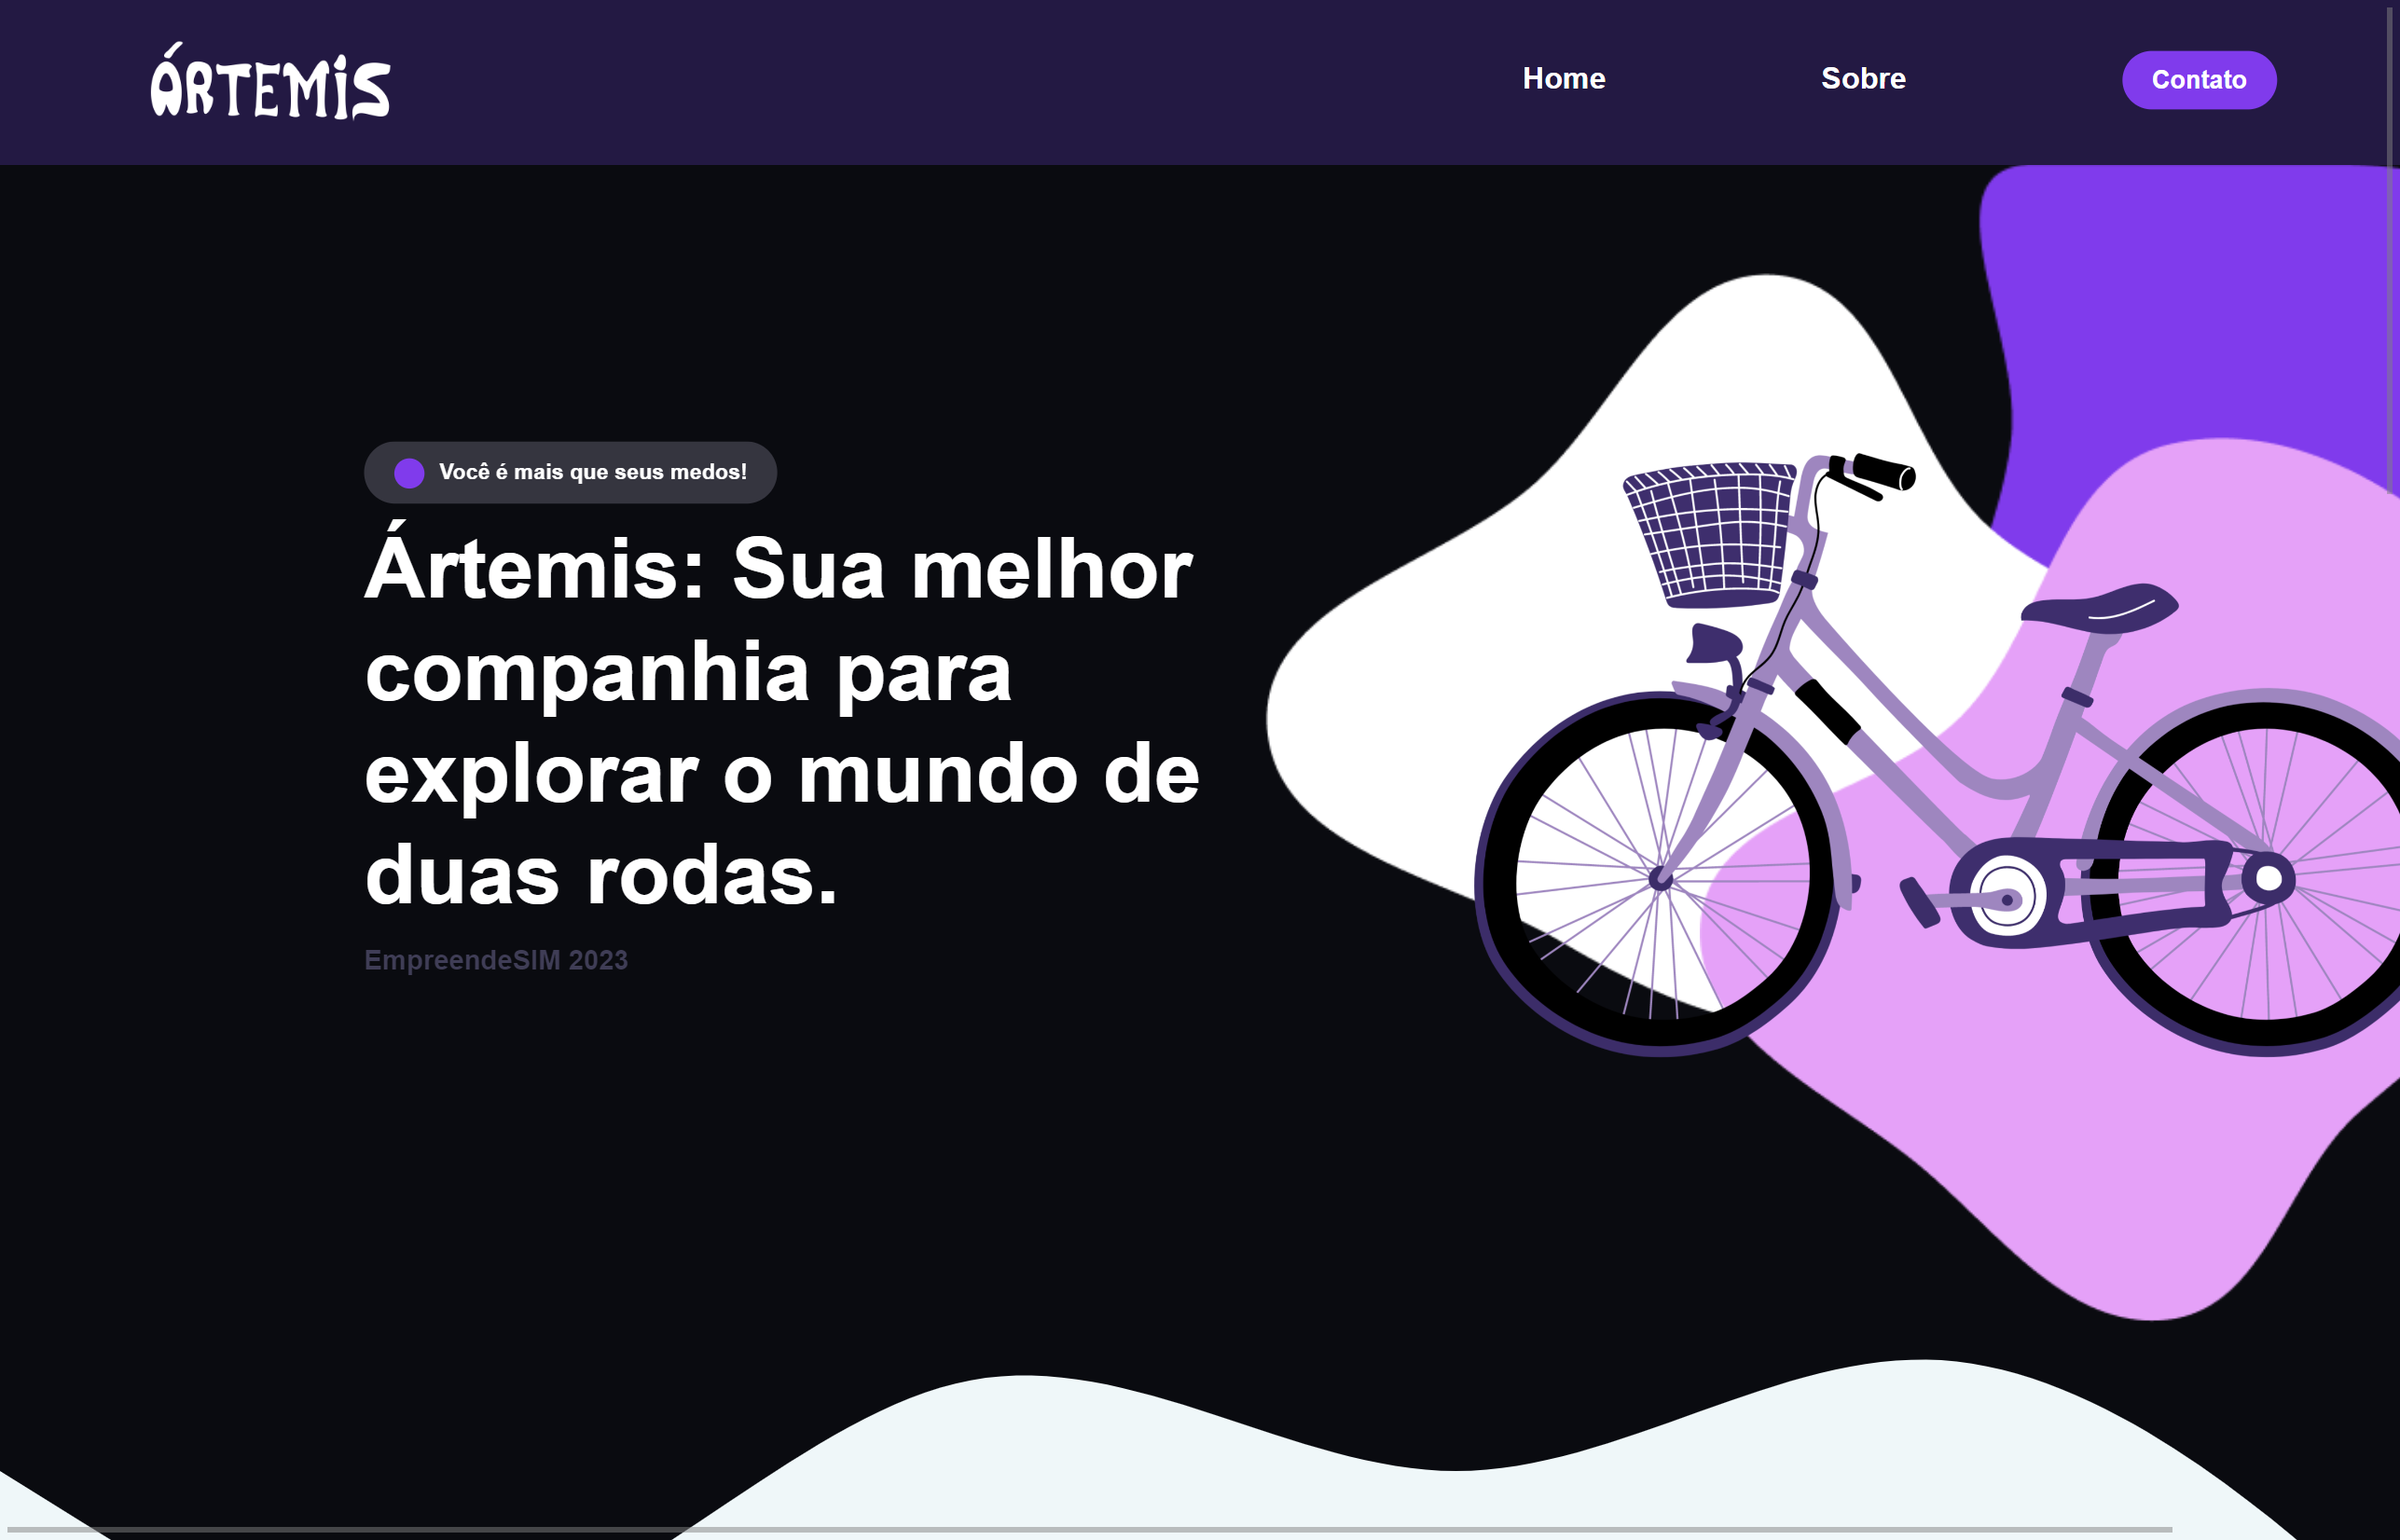 ÁRTEMIS
Home
Sobre
Contato
Você é mais que seus medos!
Ártemis: Sua melhor
companhia para
explorar o mundo de
duas rodas.
EmpreendeSIM 2023